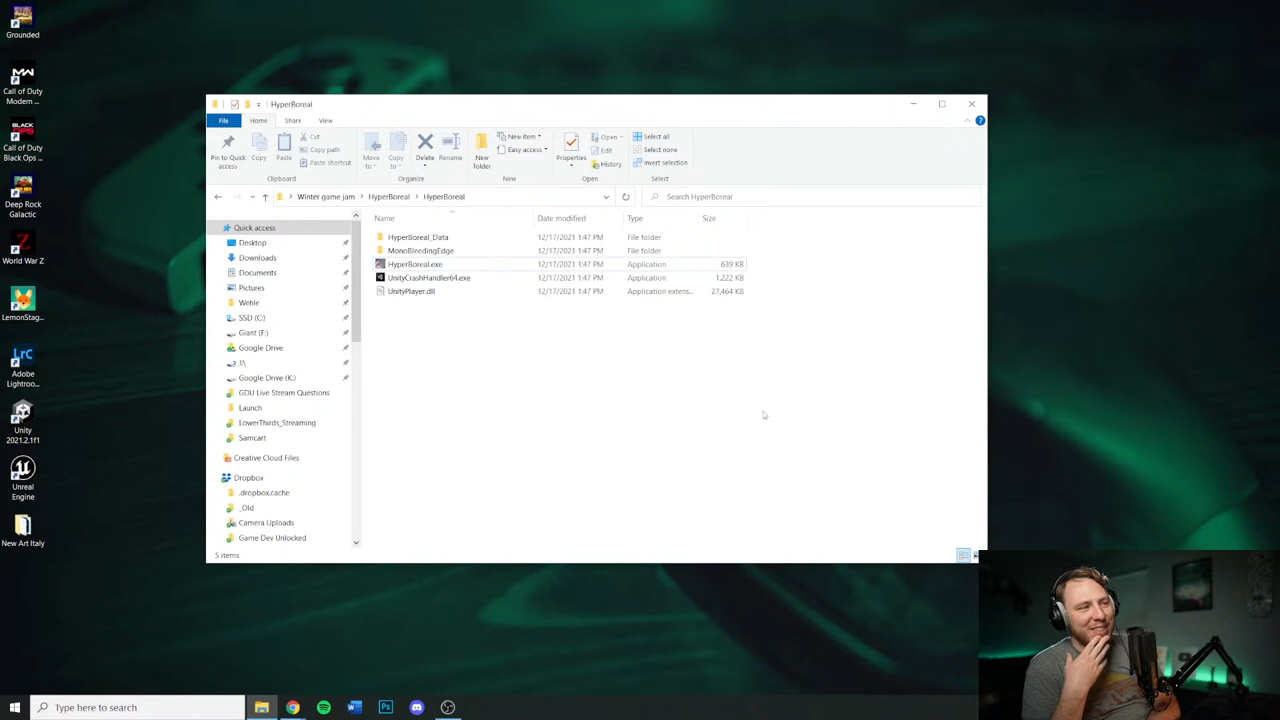 Grounded
Call of Duty
Modern ...
Call of Duty
Black Ops ...
Deep Rock
Galactic
World War Z
LemonStag...
Adobe
Lightroo...
Unity
2021.2.1f1
Unreal
Engine
New Art Italy
HyperBoreal
File
Home
Share
View
Pin to Quick
access
Copy
Paste
Cut
Copy path
Paste shortcut
Clipboard
Move
to
Copy
to
Delete
Rename
Organize
New
folder
New item
Easy access
New
Properties
Open
Edit
History
Open
Select all
Select none
Invert selection
Select
Winter game jam > HyperBoreal > HyperBoreal
Search HyperBoreal
Name Date modified Type Size
HyperBoreal_Data 12/17/2021 1:47 PM File folder
MonoBleedingEdge 12/17/2021 1:47 PM File folder
HyperBoreal.exe 12/17/2021 1:47 PM Application 639 KB
UnityCrashHandler64.exe 12/17/2021 1:47 PM Application 1,222 KB
UnityPlayer.dll 12/17/2021 1:47 PM Application extens... 27,464 KB
Quick access
Desktop
Downloads
Documents
Pictures
Wehle
SSD (C:)
Giant (F:)
Google Drive
J:\
Google Drive (K:)
GDU Live Stream Questions
Launch
LowerThirds_Streaming
Samcart
Creative Cloud Files
Dropbox
.dropbox.cache
_Old
Camera Uploads
Game Dev Unlocked
5 items
Type here to search